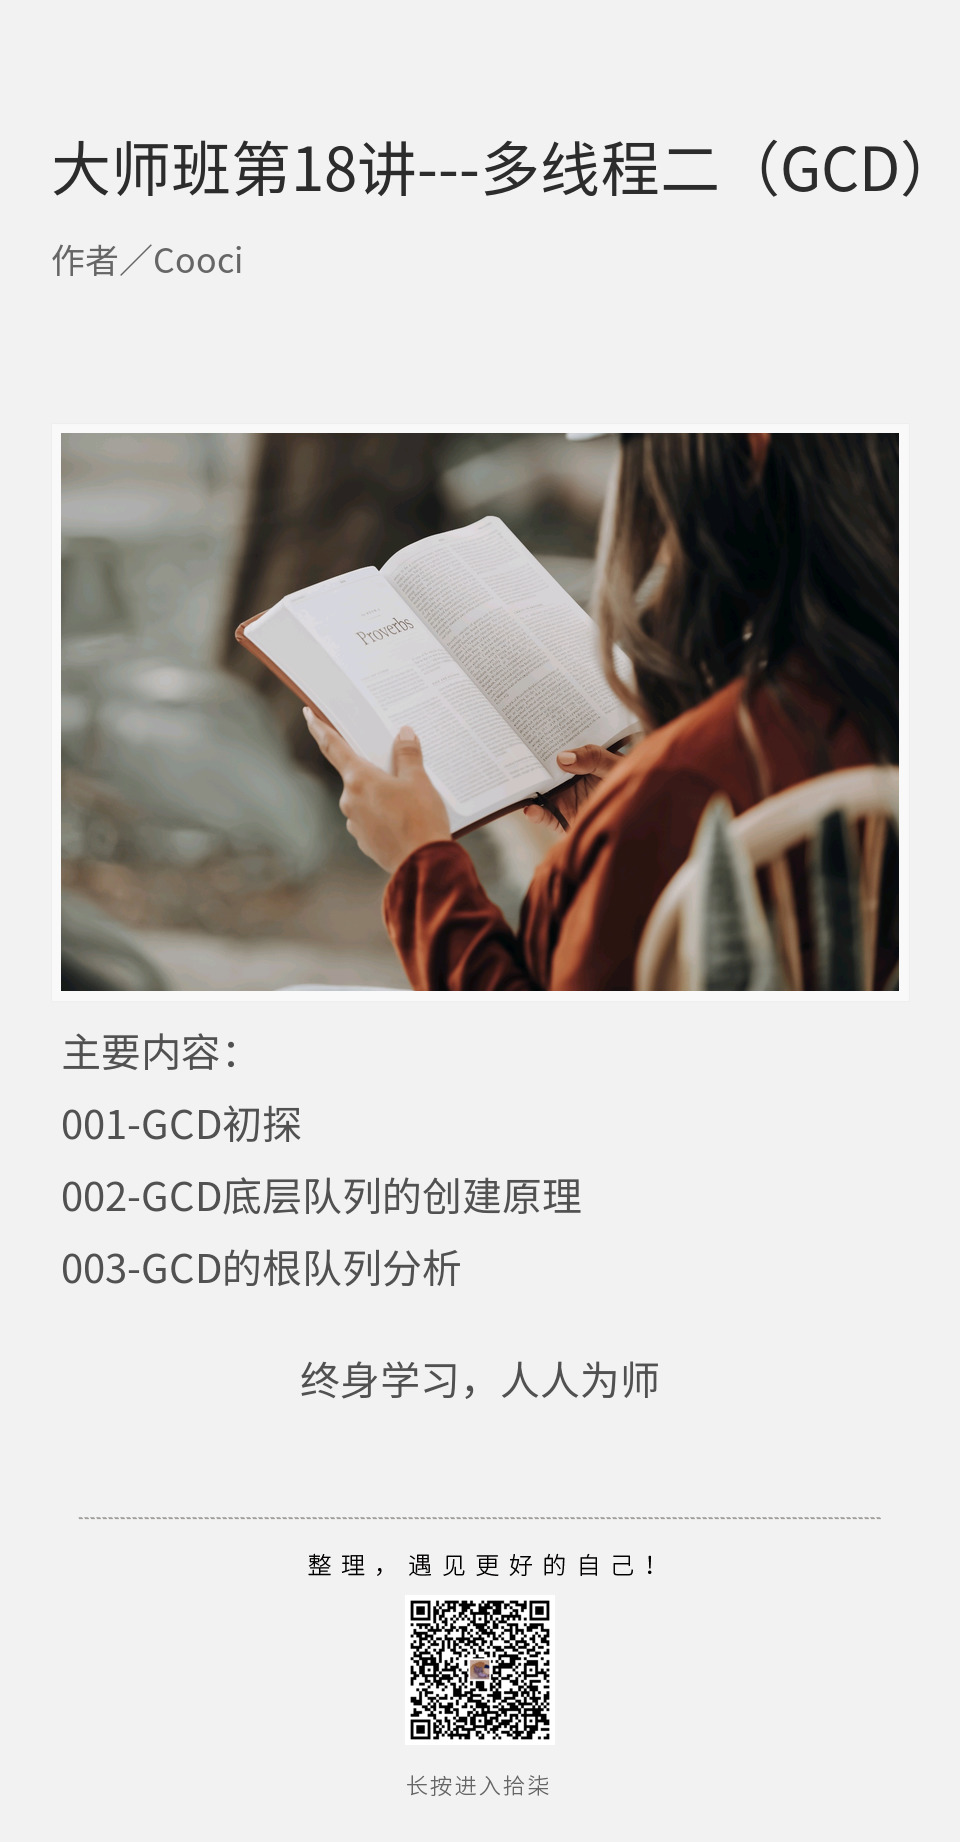 大师班第18讲---多线程二（GCD）
作者／Cooci
Proverbs
主要内容：
001-GCD初探
002-GCD底层队列的创建原理
003-GCD的根队列分析
终身学习，人人为师
整理，遇见更好的自己！
长按进入拾柒